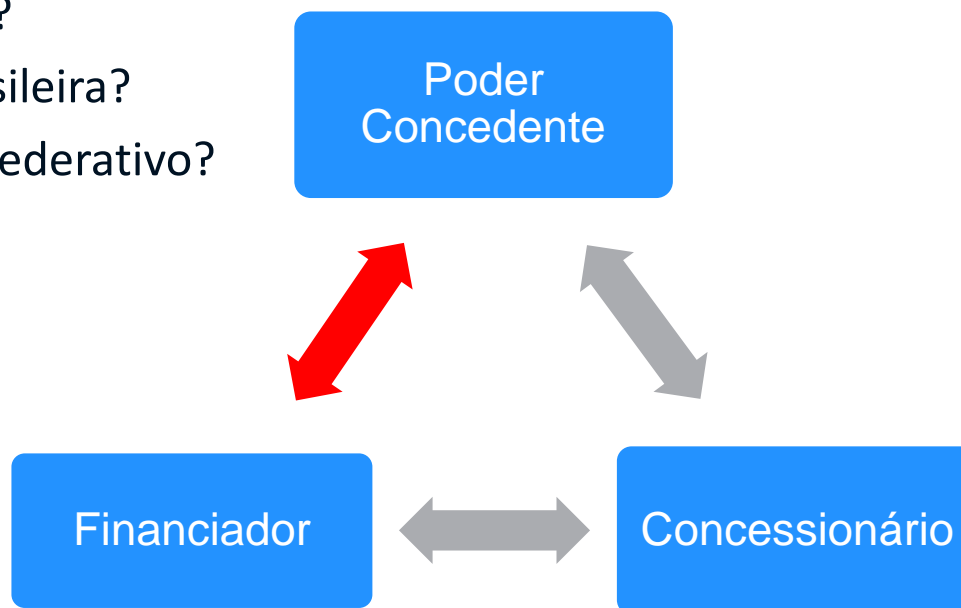 ?
sileira?
ederativo?
Poder
Concedente
Financiador
Concessionário